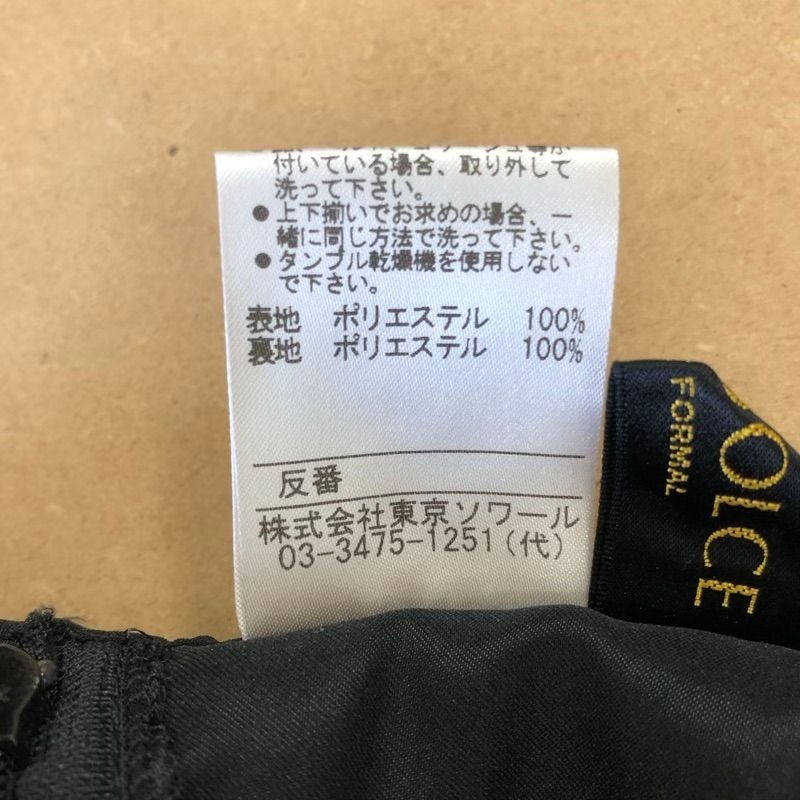 付いている場合、取り外して
洗って下さい。
●上下揃いでお求めの場合、一
緒に同じ方法で洗って下さい。
●タンブル乾燥機を使用しない
で下さい。
表地 ポリエステル 100%
裏地 ポリエステル 100%
反番
株式会社東京ソワール
03-3475-1251(代)
OLCE
FORMAL